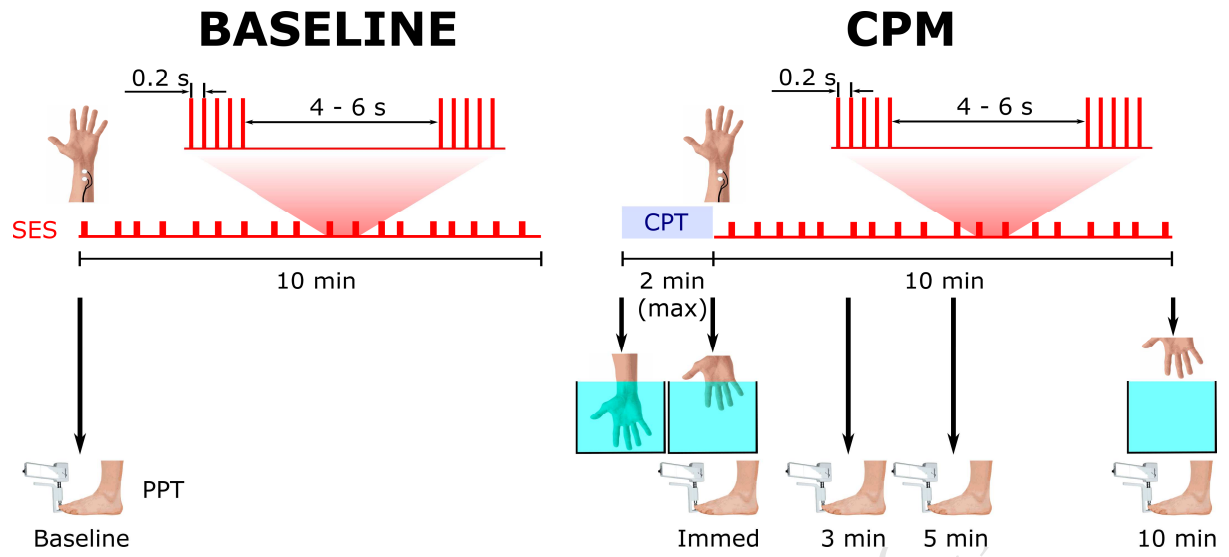 BASELINE
CPM
0.2 s
4 - 6 s
0.2 s
4 - 6 s
SES
CPT
10 min
2 min
(max)
10 min
PPT
Baseline
Immed
3 min
5 min
10 min